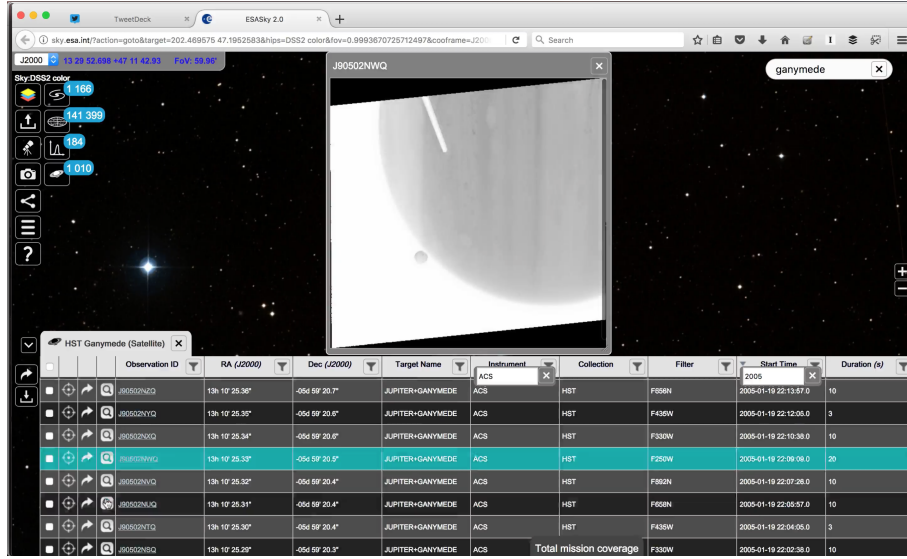 TweetDeck × ESASky 2.0 × +
sky.esa.int/?action=goto&target=202.469575 47.1952583&hips=DSS2 color&fov=0.9993670725712497&cooframe=J200 Search
J2000 13 29 52.698 +47 11 42.93 FoV: 59.96'
J90502NWQ ×
ganymede ×
Sky:DSS2 color
1 166
141 399
184
1 010
?
+
−
HST Ganymede (Satellite) ×
Observation ID RA (J2000) Dec (J2000) Target Name Instrument Collection Filter Start Time Duration (s)
ACS × 2005 ×
J90502NZQ 13h 10' 25.36" -05d 59' 20.7" JUPITER+GANYMEDE ACS HST F658N 2005-01-19 22:13:57.0 10
J90502NYQ 13h 10' 25.35" -05d 59' 20.6" JUPITER+GANYMEDE ACS HST F435W 2005-01-19 22:12:05.0 3
J90502NXQ 13h 10' 25.34" -05d 59' 20.6" JUPITER+GANYMEDE ACS HST F330W 2005-01-19 22:10:38.0 10
13h 10' 25.33" -05d 59' 20.5" JUPITER+GANYMEDE ACS HST F250W 2005-01-19 22:09:09.0 20
J90502NVQ 13h 10' 25.32" -05d 59' 20.4" JUPITER+GANYMEDE ACS HST F892N 2005-01-19 22:07:26.0 10
J90502NUQ 13h 10' 25.31" -05d 59' 20.4" JUPITER+GANYMEDE ACS HST F658N 2005-01-19 22:05:57.0 10
J90502NTQ 13h 10' 25.30" -05d 59' 20.4" JUPITER+GANYMEDE ACS HST F435W 2005-01-19 22:04:05.0 3
J90502NSQ 13h 10' 25.29" -05d 59' 20.3" JUPITER+GANYMEDE ACS Total mission coverage F330W 2005-01-19 22:02:38.0 10